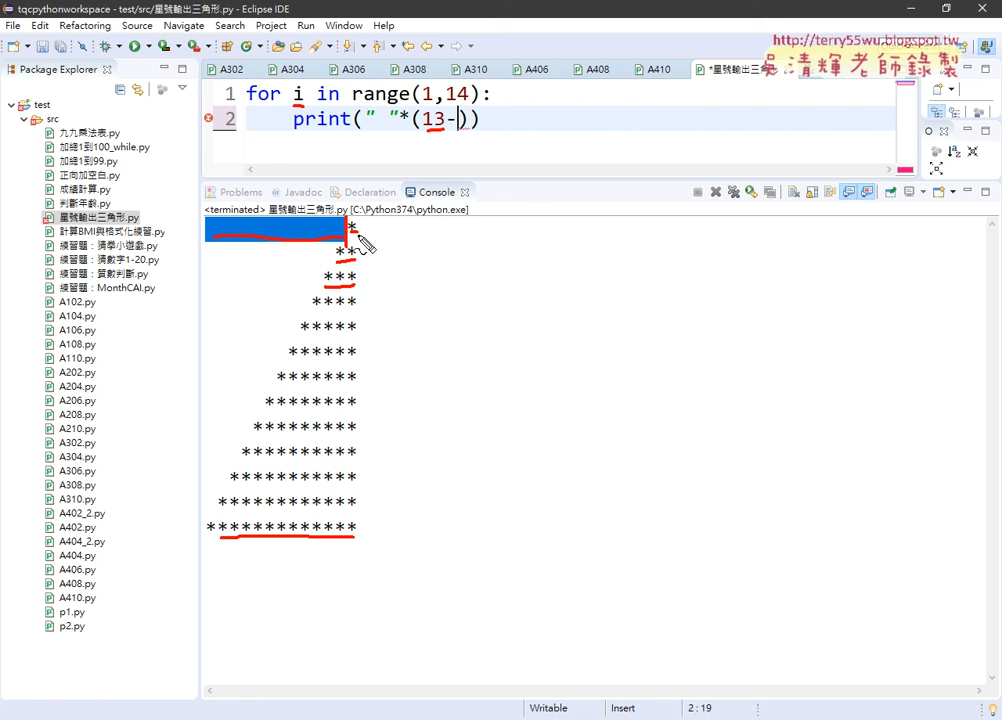 tqcpythonworkspace - test/src/星號輸出三角形.py - Eclipse IDE
File Edit Refactoring Source Navigate Search Project Run Window Help
http://terry55wu.blogspot.tw
吳清輝老師錄製
Package Explorer
A302 A304 A306 A308 A310 A406 A408 A410 *星號輸出三
1 for i in range(1,14):
2 print(" "*(13-))
test
src
九九乘法表.py
加總1到100_while.py
加總1到99.py
正向加空白.py
成績計算.py
判斷年齡.py
星號輸出三角形.py
計算BMI與格式化練習.py
練習題：猜拳小遊戲.py
練習題：猜數字1-20.py
練習題：質數判斷.py
練習題：MonthCAI.py
A102.py
A104.py
A106.py
A108.py
A110.py
A202.py
A204.py
A206.py
A208.py
A210.py
A302.py
A304.py
A306.py
A308.py
A310.py
A402_2.py
A402.py
A404_2.py
A404.py
A406.py
A408.py
A410.py
p1.py
p2.py
Problems Javadoc Declaration Console
<terminated> 星號輸出三角形.py [C:\Python374\python.exe]
*
**
***
****
*****
******
*******
********
*********
**********
***********
************
*************
Writable Insert 2 : 19